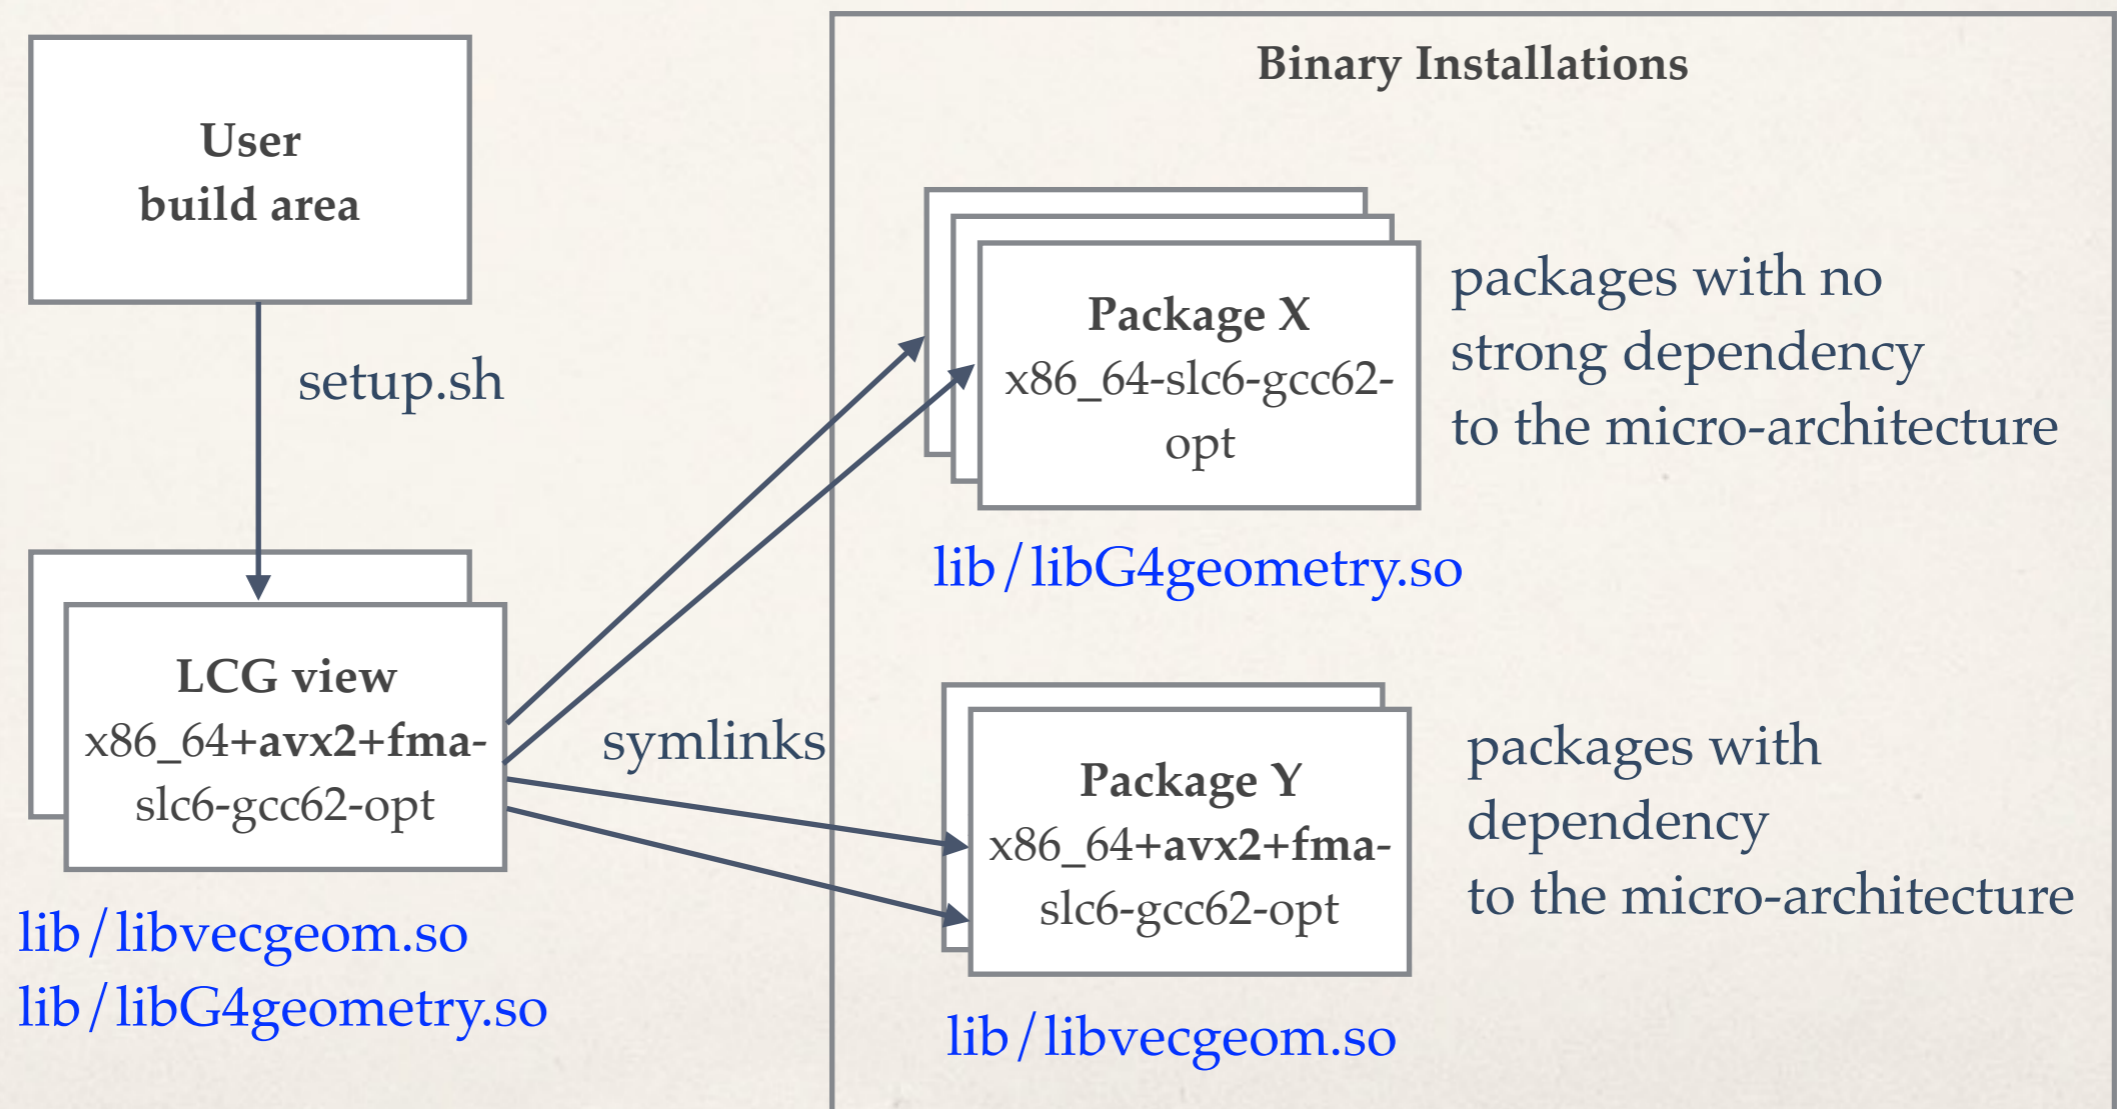 Binary Installations
User
build area
setup.sh
Package X
x86_64-slc6-gcc62-
opt
packages with no
strong dependency
to the micro-architecture
lib/libG4geometry.so
LCG view
x86_64+avx2+fma-
slc6-gcc62-opt
symlinks
Package Y
x86_64+avx2+fma-
slc6-gcc62-opt
packages with
dependency
to the micro-architecture
lib/libvecgeom.so
lib/libG4geometry.so
lib/libvecgeom.so